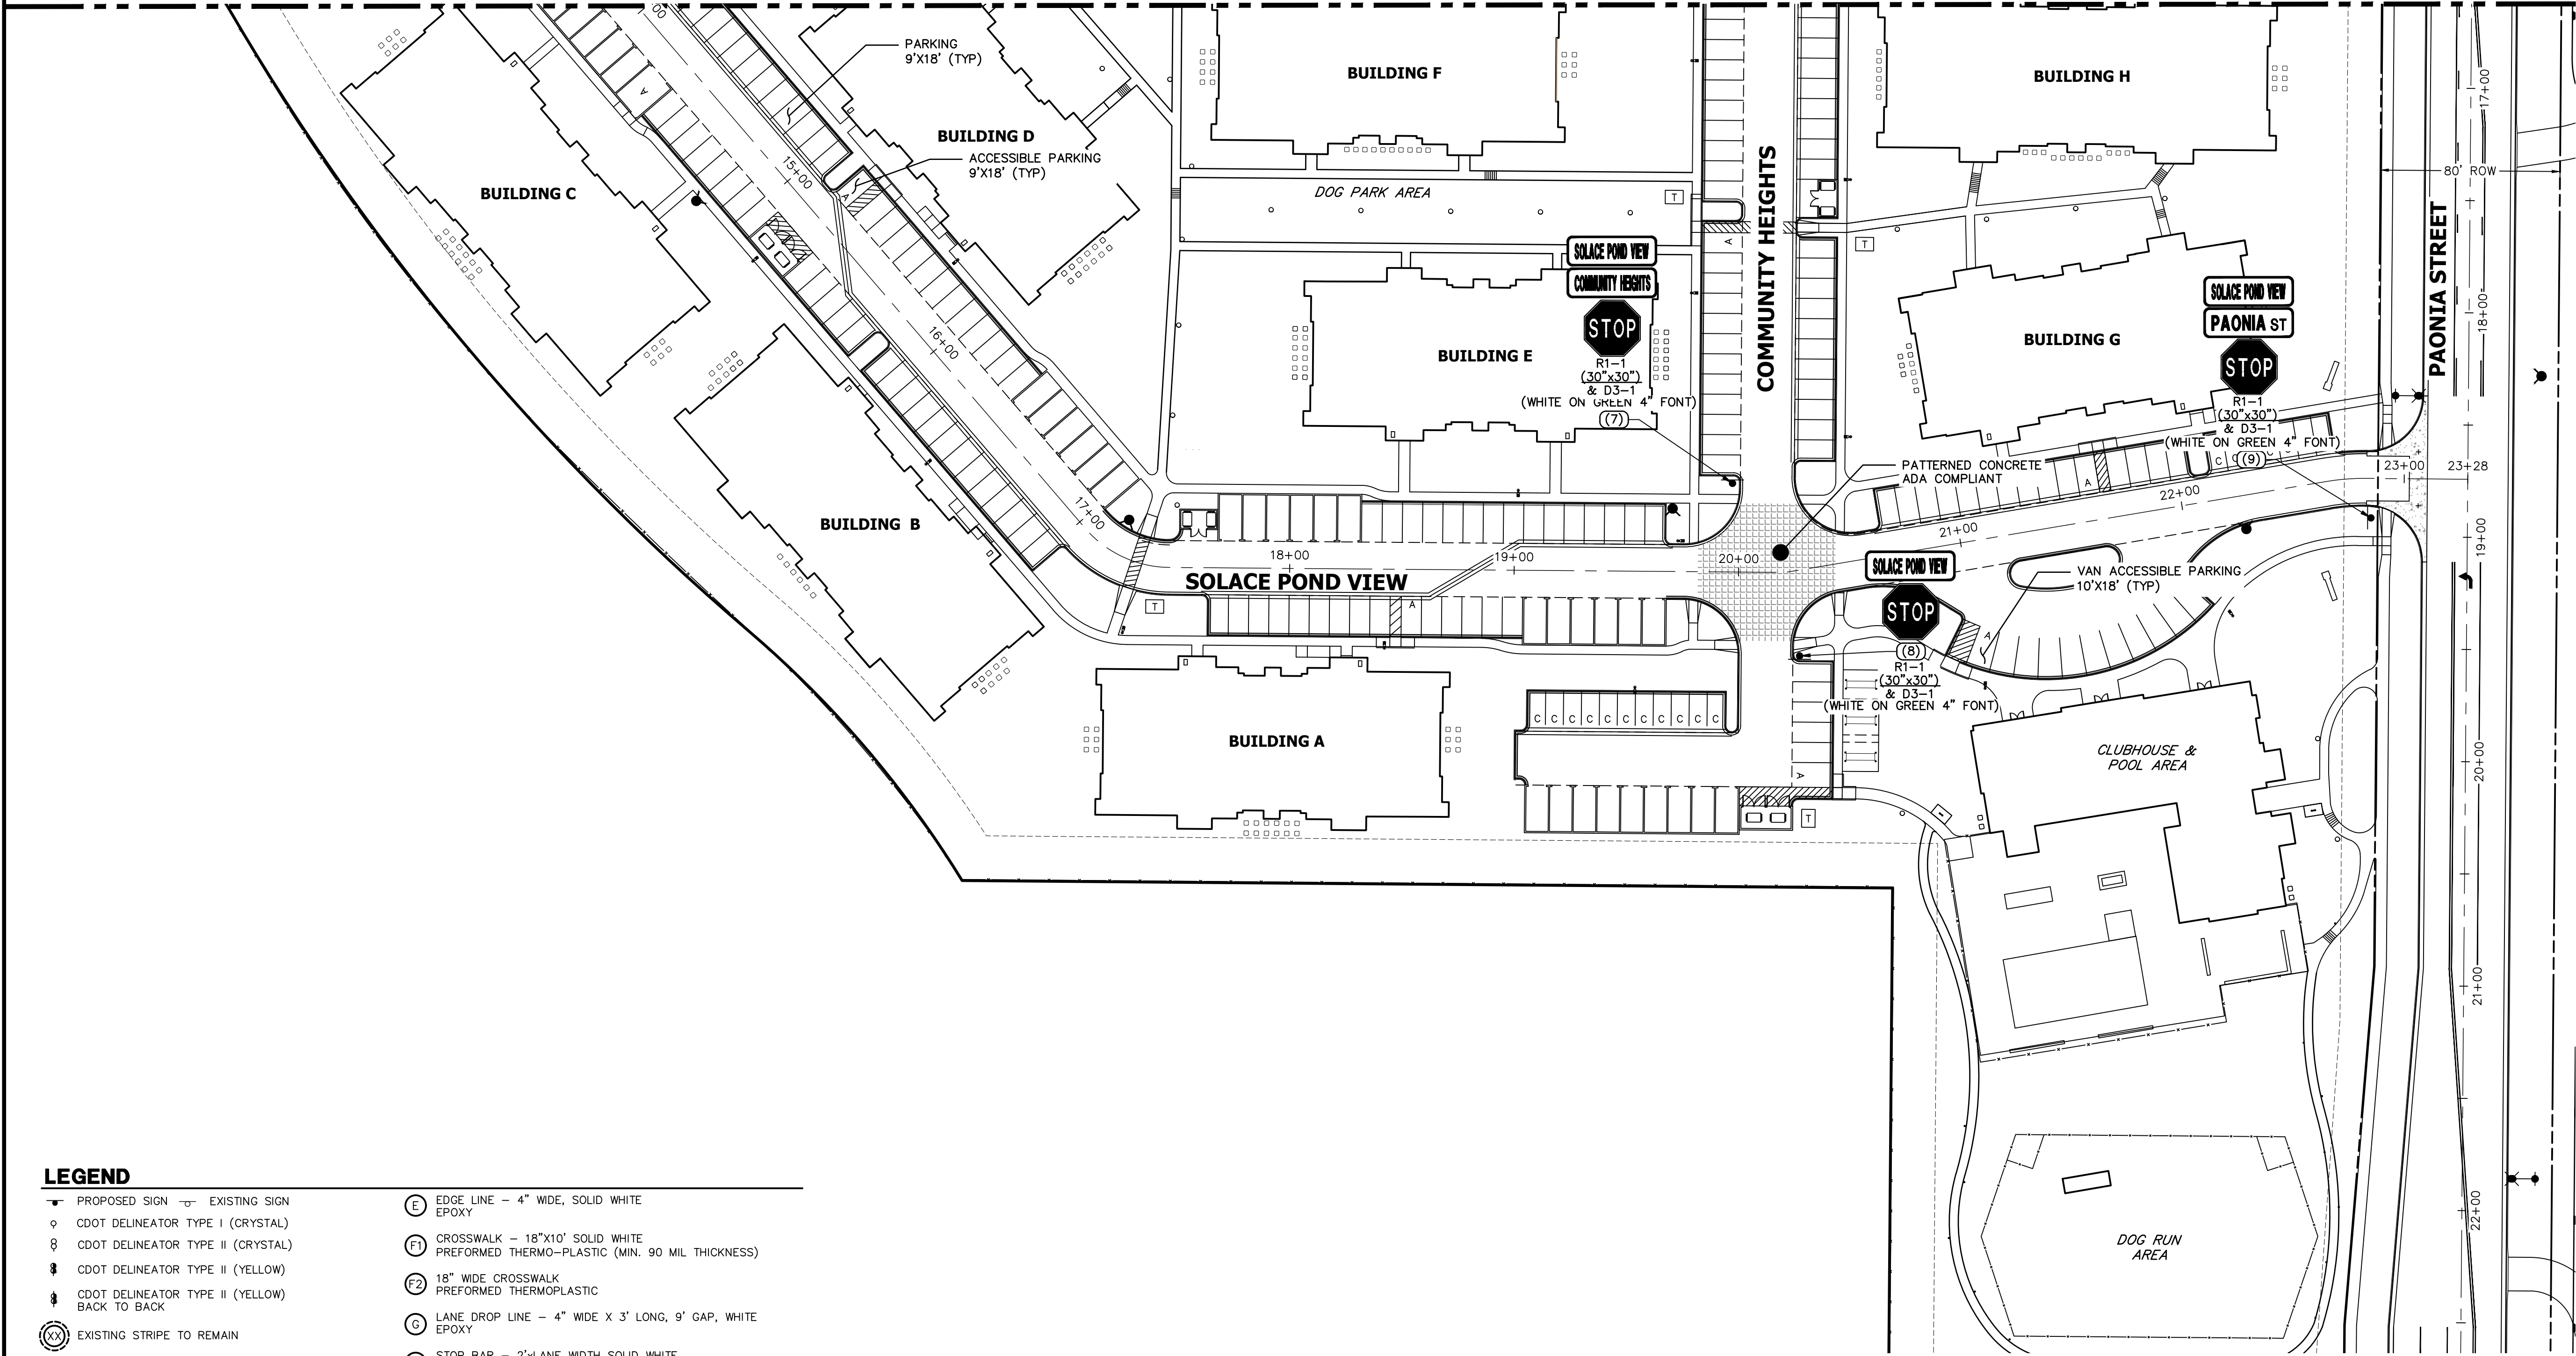 PARKING
9'X18' (TYP)
BUILDING F
BUILDING H
BUILDING D
ACCESSIBLE PARKING
9'X18' (TYP)
BUILDING C
15+00
A
A
DOG PARK AREA
T
COMMUNITY HEIGHTS
A
T
80' ROW
17+00
PAONIA STREET
18+00
SOLACE POND VIEW
COMMUNITY HEIGHTS
STOP
R1-1
(30"x30")
& D3-1
(WHITE ON GREEN 4" FONT)
(7)
BUILDING E
BUILDING G
SOLACE POND VIEW
PAONIA ST
STOP
R1-1
(30"x30")
& D3-1
(WHITE ON GREEN 4" FONT)
(9)
16+00
17+00
BUILDING B
PATTERNED CONCRETE
ADA COMPLIANT
A
C
C
C
C
22+00
23+00
23+28
21+00
18+00
19+00
20+00
19+00
SOLACE POND VIEW
T
A
SOLACE POND VIEW
STOP
(8)
R1-1
(30"x30")
& D3-1
(WHITE ON GREEN 4" FONT)
VAN ACCESSIBLE PARKING
10'X18' (TYP)
A
BUILDING A
C C C C C C C C C C C
A
T
CLUBHOUSE &
POOL AREA
20+00
21+00
22+00
DOG RUN
AREA
LEGEND
PROPOSED SIGN EXISTING SIGN
CDOT DELINEATOR TYPE I (CRYSTAL)
CDOT DELINEATOR TYPE II (CRYSTAL)
CDOT DELINEATOR TYPE II (YELLOW)
CDOT DELINEATOR TYPE II (YELLOW)
BACK TO BACK
XX EXISTING STRIPE TO REMAIN
E EDGE LINE – 4" WIDE, SOLID WHITE
EPOXY
F1 CROSSWALK – 18"X10' SOLID WHITE
PREFORMED THERMO-PLASTIC (MIN. 90 MIL THICKNESS)
F2 18" WIDE CROSSWALK
PREFORMED THERMOPLASTIC
G LANE DROP LINE – 4" WIDE X 3' LONG, 9' GAP, WHITE
EPOXY
STOP BAR – 2'xLANE WIDTH SOLID WHITE